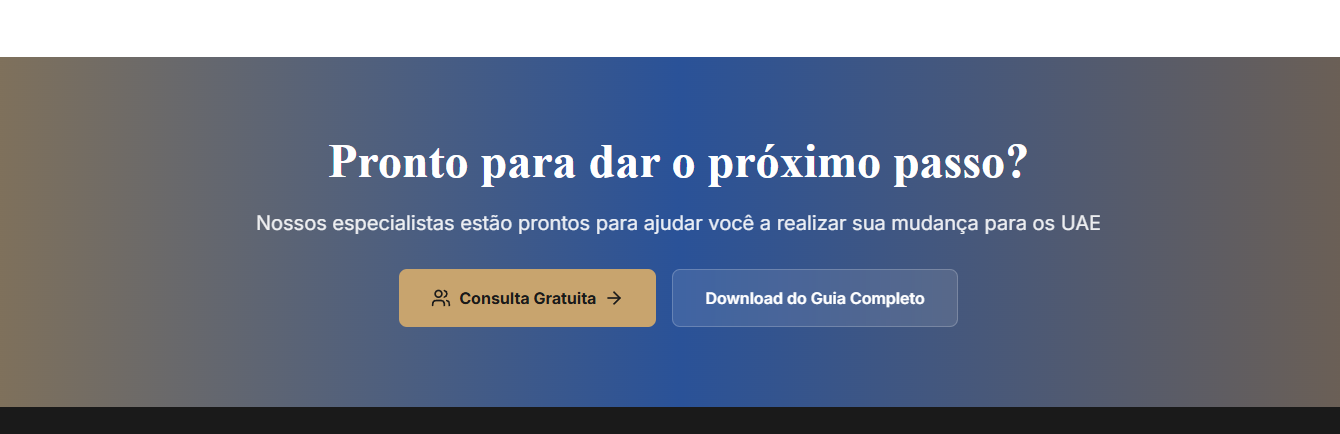 Pronto para dar o próximo passo?
Nossos especialistas estão prontos para ajudar você a realizar sua mudança para os UAE
Consulta Gratuita → Download do Guia Completo